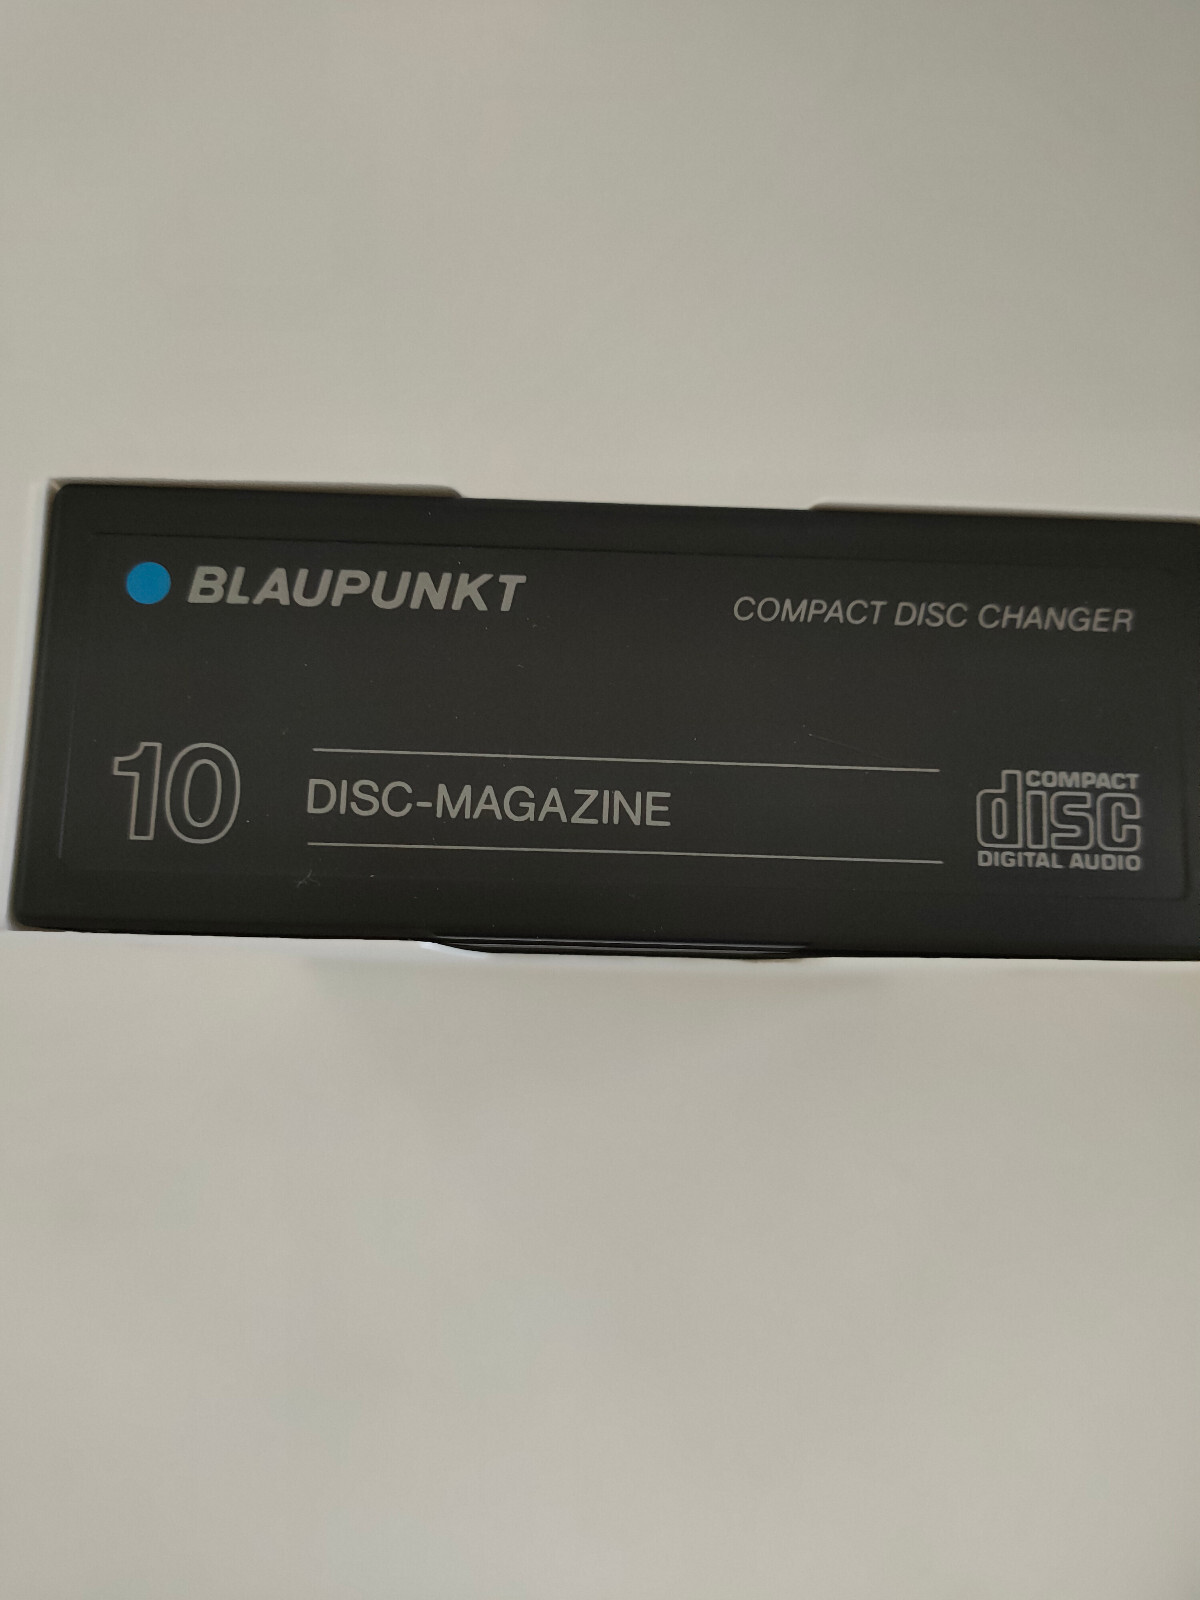 BLAUPUNKT
COMPACT DISC CHANGER
10
DISC-MAGAZINE
COMPACT
disc
DIGITAL AUDIO